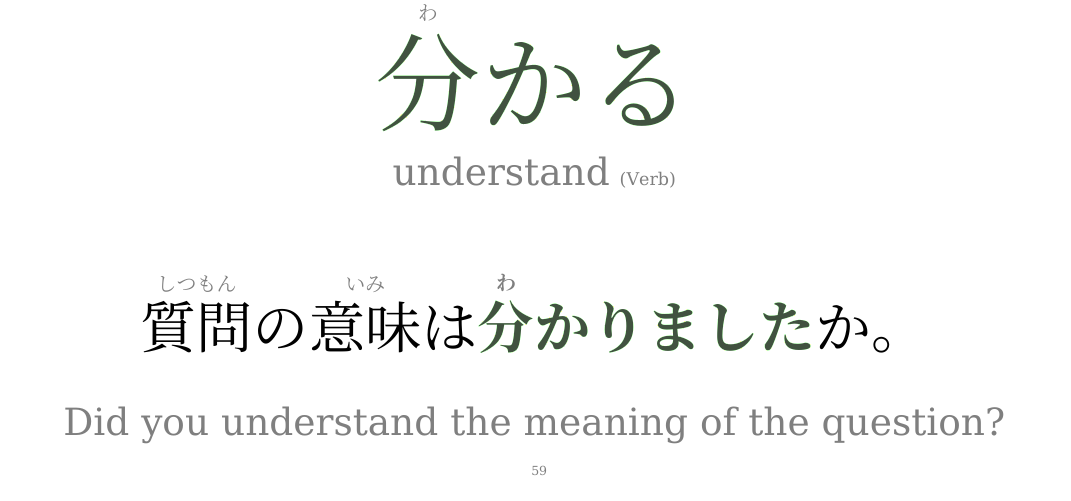 わ
分かる
understand (Verb)
しつもん いみ わ
質問の意味は分かりましたか。
Did you understand the meaning of the question?
59